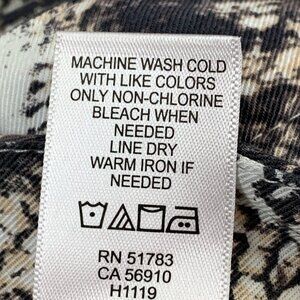 MACHINE WASH COLD
WITH LIKE COLORS
ONLY NON-CHLORINE
BLEACH WHEN
NEEDED
LINE DRY
WARM IRON IF
NEEDED
RN 51783
CA 56910
H1119